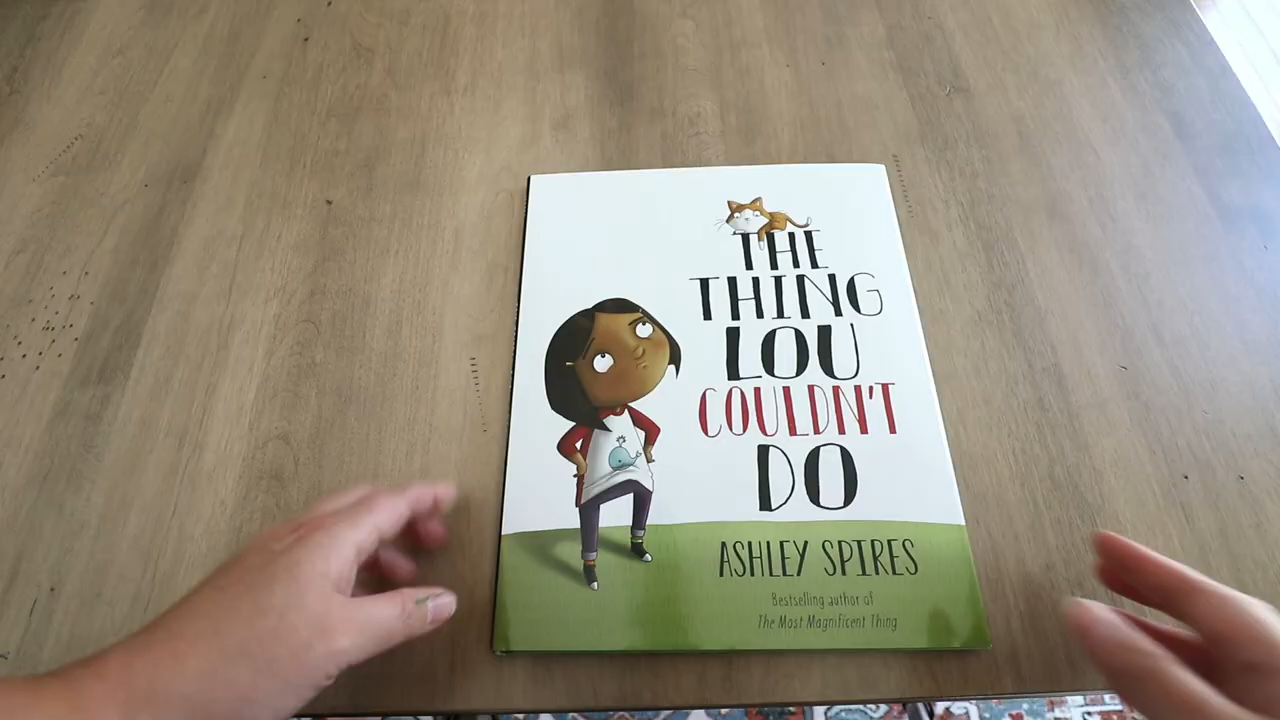 THE
THING
LOU
COULDN'T
DO
ASHLEY SPIRES
Bestselling author of
The Most Magnificent Thing